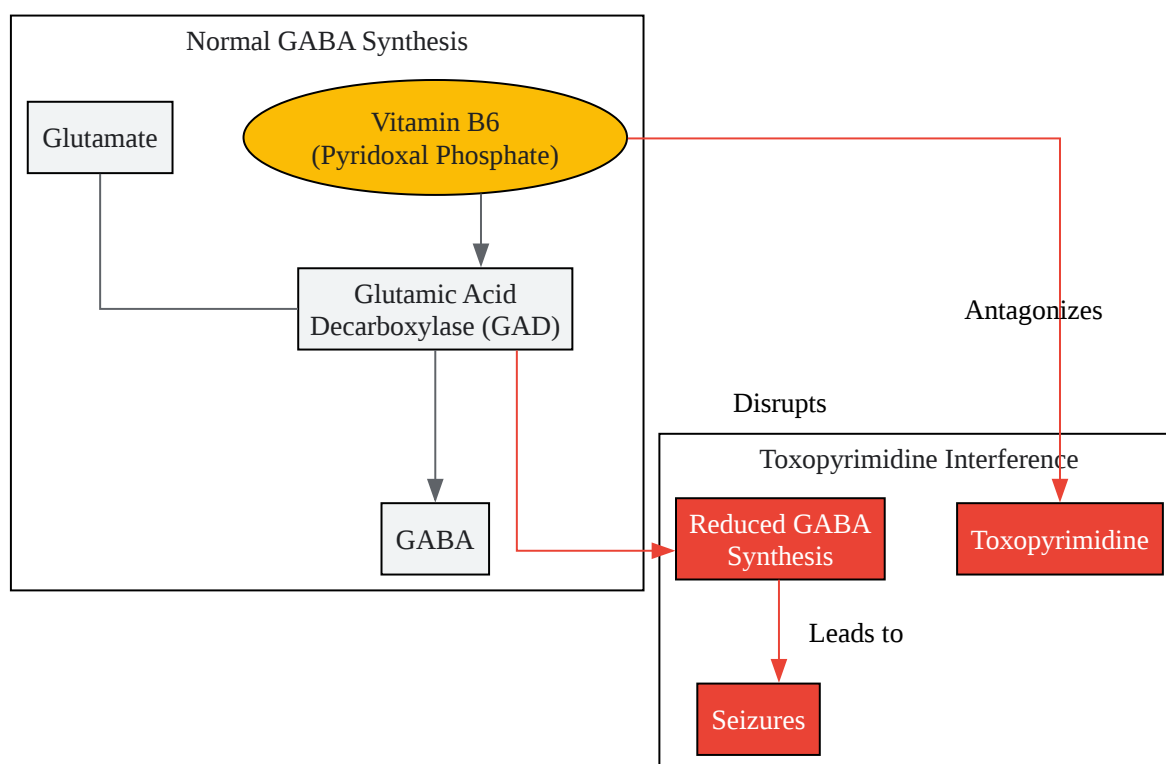 Normal GABA Synthesis
Glutamate
Vitamin B6
(Pyridoxal Phosphate)
Glutamic Acid
Decarboxylase (GAD)
Antagonizes
Disrupts
GABA
Toxopyrimidine Interference
Reduced GABA
Synthesis
Toxopyrimidine
Leads to
Seizures